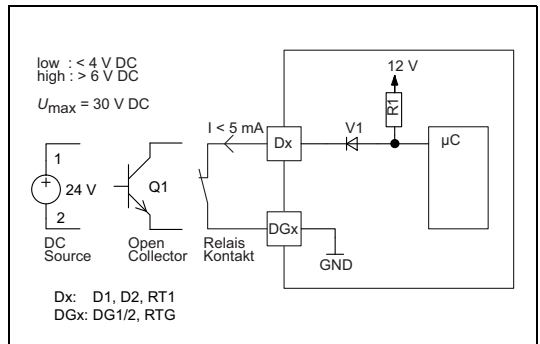 low : < 4 V DC
high : > 6 V DC
Umax = 30 V DC
12 V
R1
I < 5 mA
V1
Dx
µC
1
+
24 V
2
Q1
DGx
GND
DC
Source
Open
Collector
Relais
Kontakt
Dx: D1, D2, RT1
DGx: DG1/2, RTG